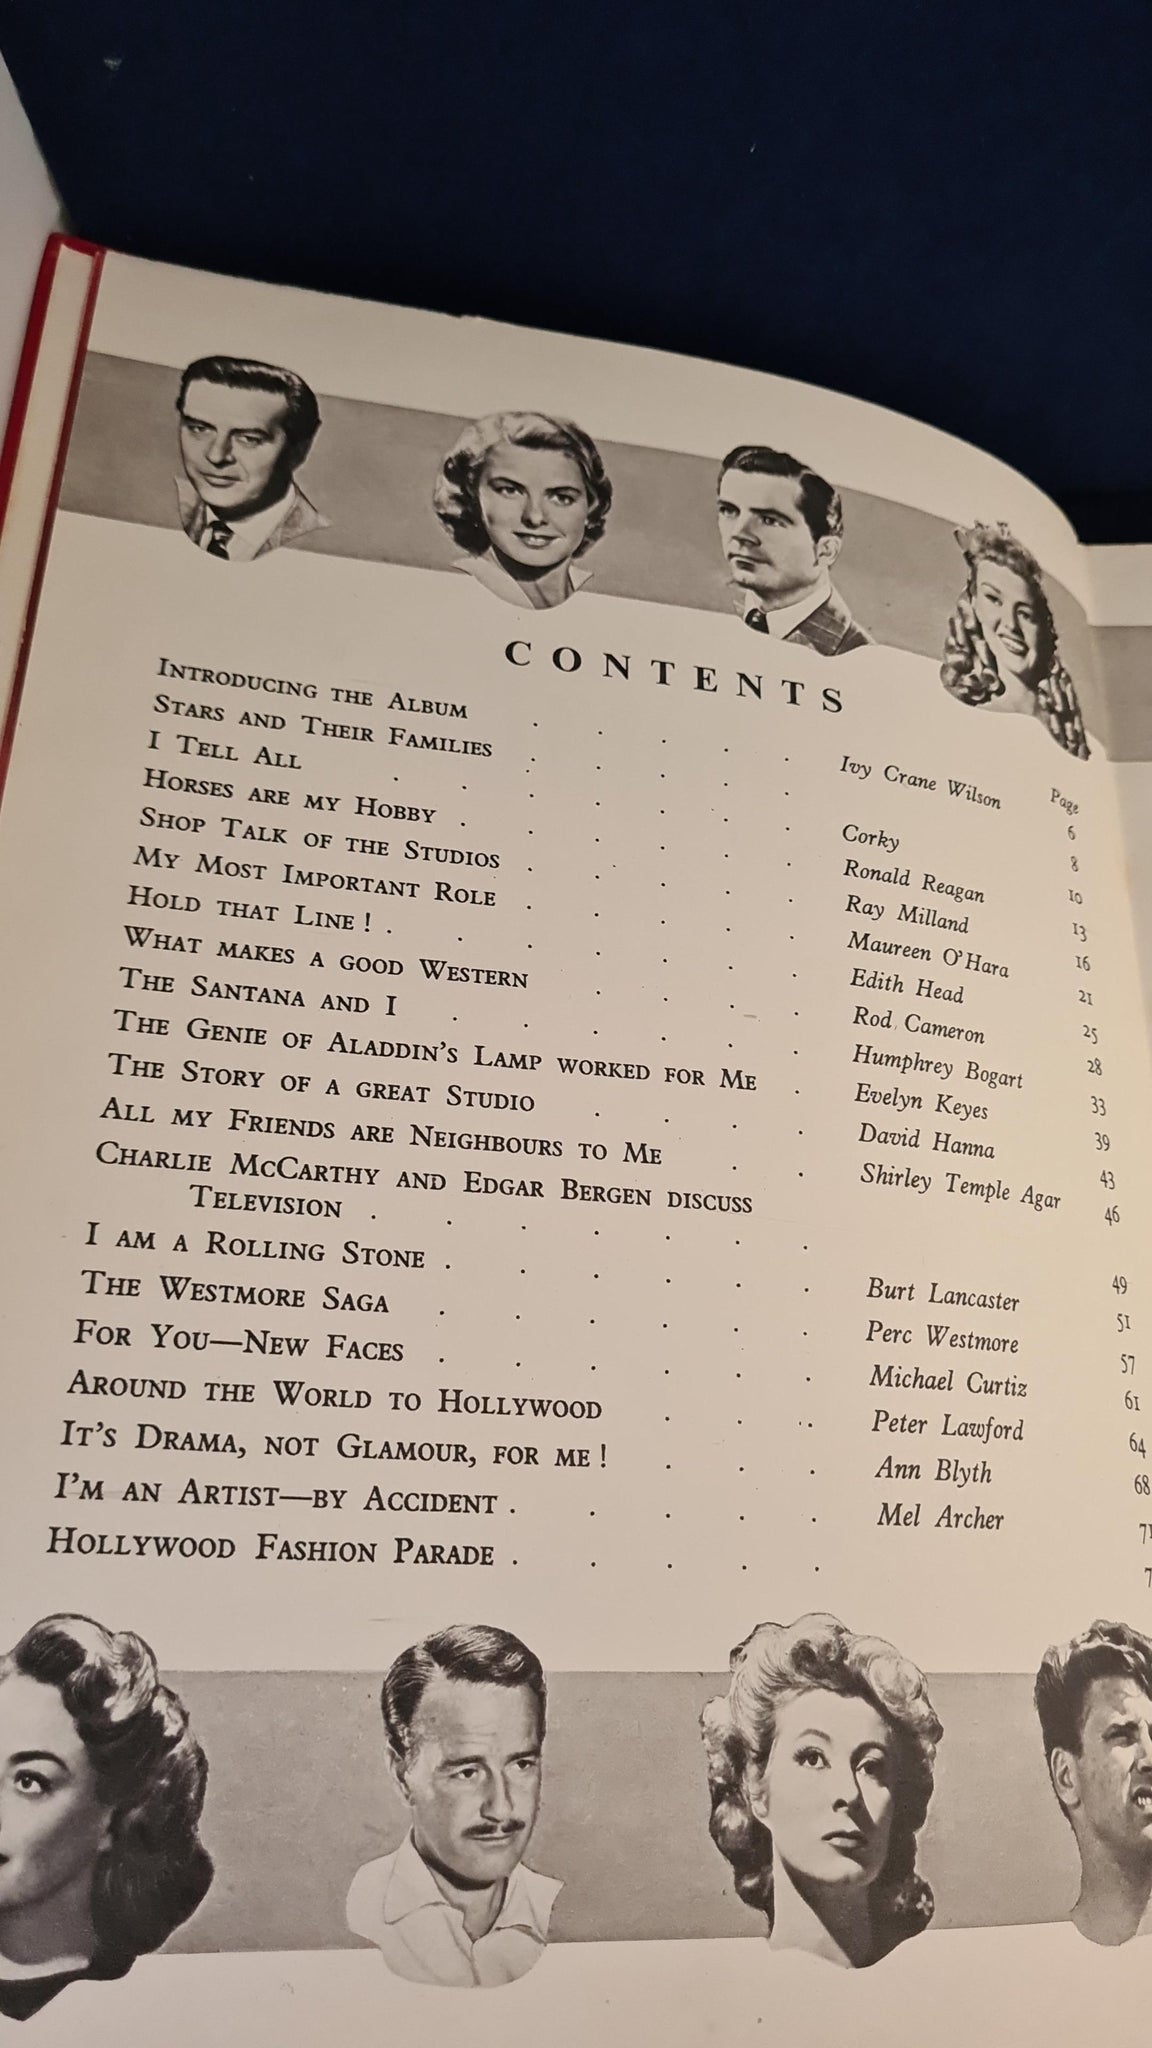 CONTENTS
Page
INTRODUCING THE ALBUM . . . . . Ivy Crane Wilson 6
STARS AND THEIR FAMILIES . . . . . 8
I TELL ALL . . . . . . . Corky 10
HORSES ARE MY HOBBY . . . . . . Ronald Reagan 13
SHOP TALK OF THE STUDIOS . . . . . Ray Milland 16
MY MOST IMPORTANT ROLE . . . . . Maureen O'Hara 21
HOLD THAT LINE ! . . . . . . . Edith Head 25
WHAT MAKES A GOOD WESTERN . . . . Rod Cameron 28
THE SANTANA AND I . . . . . . Humphrey Bogart 33
THE GENIE OF ALADDIN'S LAMP WORKED FOR ME . Evelyn Keyes 39
THE STORY OF A GREAT STUDIO . . . . David Hanna 43
ALL MY FRIENDS ARE NEIGHBOURS TO ME . . Shirley Temple Agar 46
CHARLIE MCCARTHY AND EDGAR BERGEN DISCUSS
TELEVISION . . . . . . . 49
I AM A ROLLING STONE . . . . . . Burt Lancaster 51
THE WESTMORE SAGA . . . . . . Perc Westmore 57
FOR YOU—NEW FACES . . . . . . Michael Curtiz 61
AROUND THE WORLD TO HOLLYWOOD . . . Peter Lawford 64
IT'S DRAMA, NOT GLAMOUR, FOR ME ! . . . Ann Blyth 68
I'M AN ARTIST—BY ACCIDENT . . . . . Mel Archer
HOLLYWOOD FASHION PARADE . . . . .